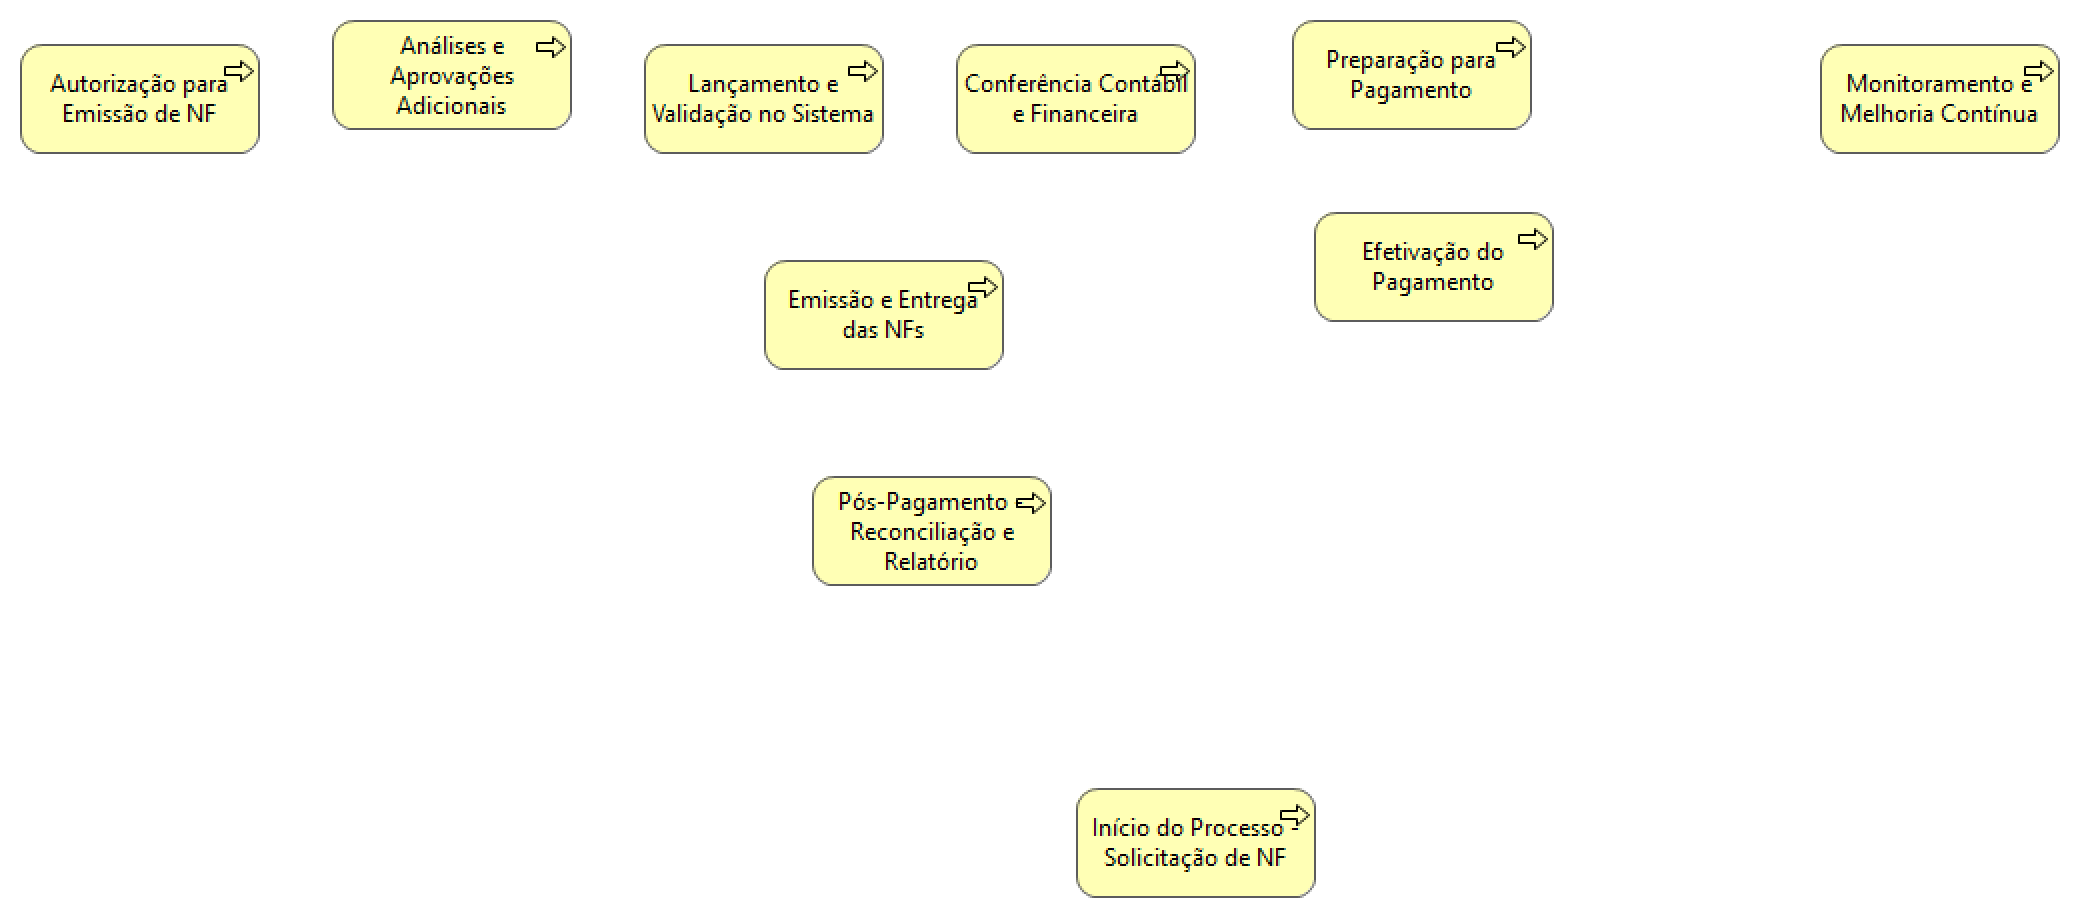 Autorização para
Emissão de NF
Análises e
Aprovações
Adicionais
Lançamento e
Validação no Sistema
Conferência Contábil
e Financeira
Preparação para
Pagamento
Monitoramento e
Melhoria Contínua
Efetivação do
Pagamento
Emissão e Entrega
das NFs
Pós-Pagamento -
Reconciliação e
Relatório
Início do Processo -
Solicitação de NF